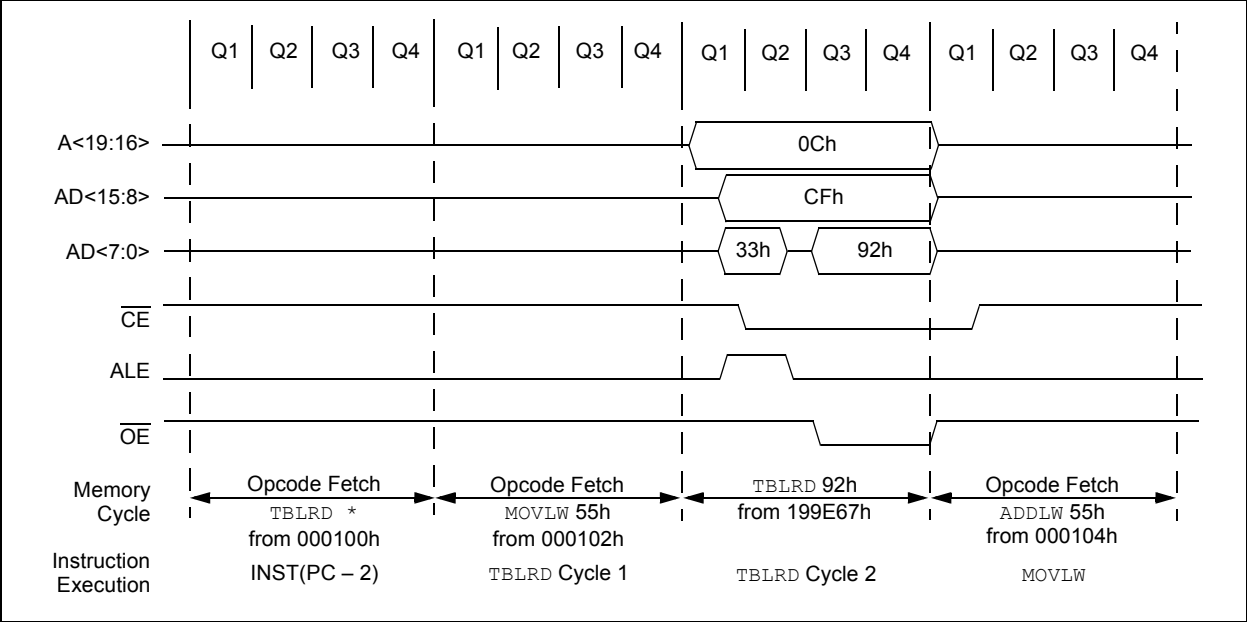 Q1 Q2 Q3 Q4 Q1 Q2 Q3 Q4 Q1 Q2 Q3 Q4 Q1 Q2 Q3 Q4
A<19:16> 0Ch
AD<15:8> CFh
AD<7:0> 33h 92h
CE
ALE
OE
Memory Cycle
Opcode Fetch
TBLRD *
from 000100h
Opcode Fetch
MOVLW 55h
from 000102h
TBLRD 92h
from 199E67h
Opcode Fetch
ADDLW 55h
from 000104h
Instruction Execution
INST(PC – 2)
TBLRD Cycle 1
TBLRD Cycle 2
MOVLW